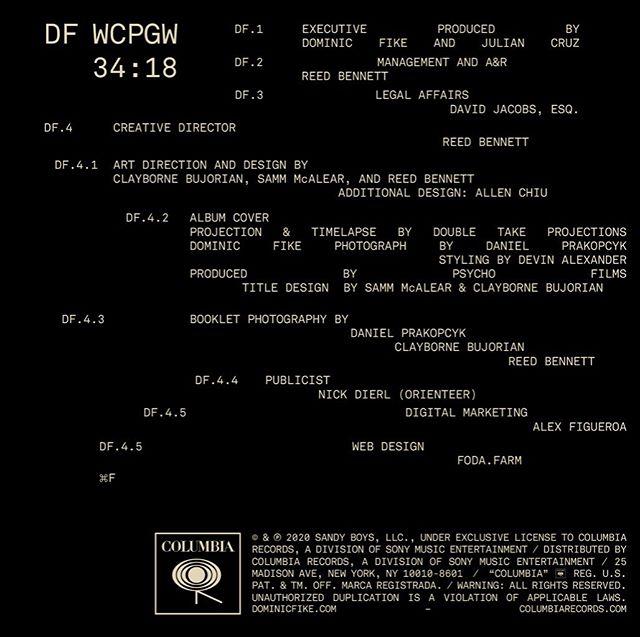 DF WCPGW
34:18
DF.1 EXECUTIVE PRODUCED BY
DOMINIC FIKE AND JULIAN CRUZ
DF.2 MANAGEMENT AND A&R
REED BENNETT
DF.3 LEGAL AFFAIRS
DAVID JACOBS, ESQ.
DF.4 CREATIVE DIRECTOR
REED BENNETT
DF.4.1 ART DIRECTION AND DESIGN BY
CLAYBORNE BUJORIAN, SAMM McALEAR, AND REED BENNETT
ADDITIONAL DESIGN: ALLEN CHIU
DF.4.2 ALBUM COVER
PROJECTION & TIMELAPSE BY DOUBLE TAKE PROJECTIONS
DOMINIC FIKE PHOTOGRAPH BY DANIEL PRAKOPCYK
STYLING BY DEVIN ALEXANDER
PRODUCED BY PSYCHO FILMS
TITLE DESIGN BY SAMM McALEAR & CLAYBORNE BUJORIAN
DF.4.3 BOOKLET PHOTOGRAPHY BY
DANIEL PRAKOPCYK
CLAYBORNE BUJORIAN
REED BENNETT
DF.4.4 PUBLICIST
NICK DIERL (ORIENTEER)
DF.4.5 DIGITAL MARKETING
ALEX FIGUEROA
DF.4.5 WEB DESIGN
FODA.FARM
⌘F
COLUMBIA
© & ℗ 2020 SANDY BOYS, LLC., UNDER EXCLUSIVE LICENSE TO COLUMBIA
RECORDS, A DIVISION OF SONY MUSIC ENTERTAINMENT / DISTRIBUTED BY
COLUMBIA RECORDS, A DIVISION OF SONY MUSIC ENTERTAINMENT / 25
MADISON AVE, NEW YORK, NY 10010-8601 / “COLUMBIA” REG. U.S.
PAT. & TM. OFF. MARCA REGISTRADA. / WARNING: ALL RIGHTS RESERVED.
UNAUTHORIZED DUPLICATION IS A VIOLATION OF APPLICABLE LAWS.
DOMINICFIKE.COM – COLUMBIARECORDS.COM